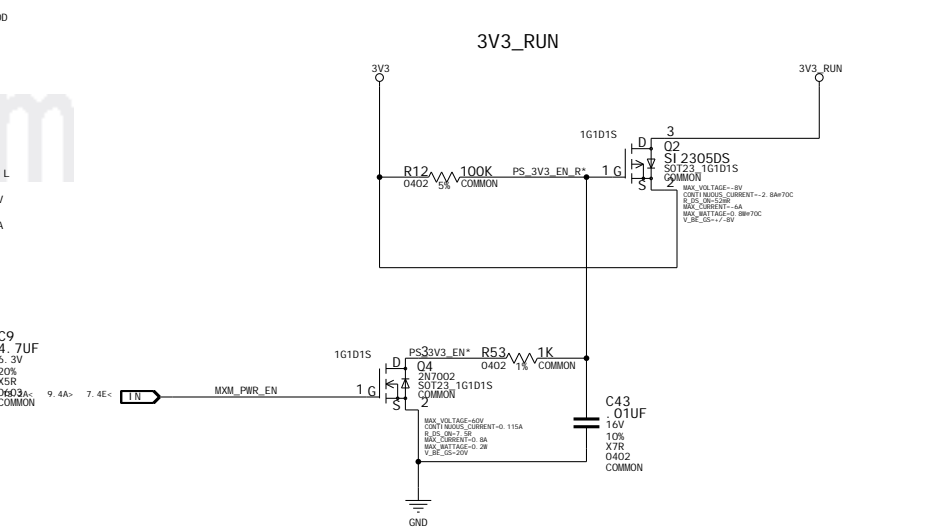 3V3_RUN
3V3
3V3_RUN
1G1D1S
D
3
Q2
SI2305DS
SOT23_1G1D1S
COMMON
1 G
S
2
MAX_VOLTAGE=-8V
CONTINUOUS_CURRENT=-2.8A@70C
R_DS_ON=52mR
MAX_CURRENT=-6A
MAX_WATTAGE=0.8W@70C
V_BE_GS=+/-8V
R12
100K
0402
5%
COMMON
PS_3V3_EN_R*
L
V
A
m
C9
4.7UF
6.3V
20%
X5R
0603
COMMON
9.4A>
7.4E<
IN
MXM_PWR_EN
1G1D1S
D
3
PS_3V3_EN*
Q4
2N7002
SOT23_1G1D1S
COMMON
1 G
S
2
MAX_VOLTAGE=60V
CONTINUOUS_CURRENT=0.115A
R_DS_ON=7.5R
MAX_CURRENT=0.8A
MAX_WATTAGE=0.2W
V_BE_GS=20V
R53
1K
0402
1%
COMMON
C43
.01UF
16V
10%
X7R
0402
COMMON
GND